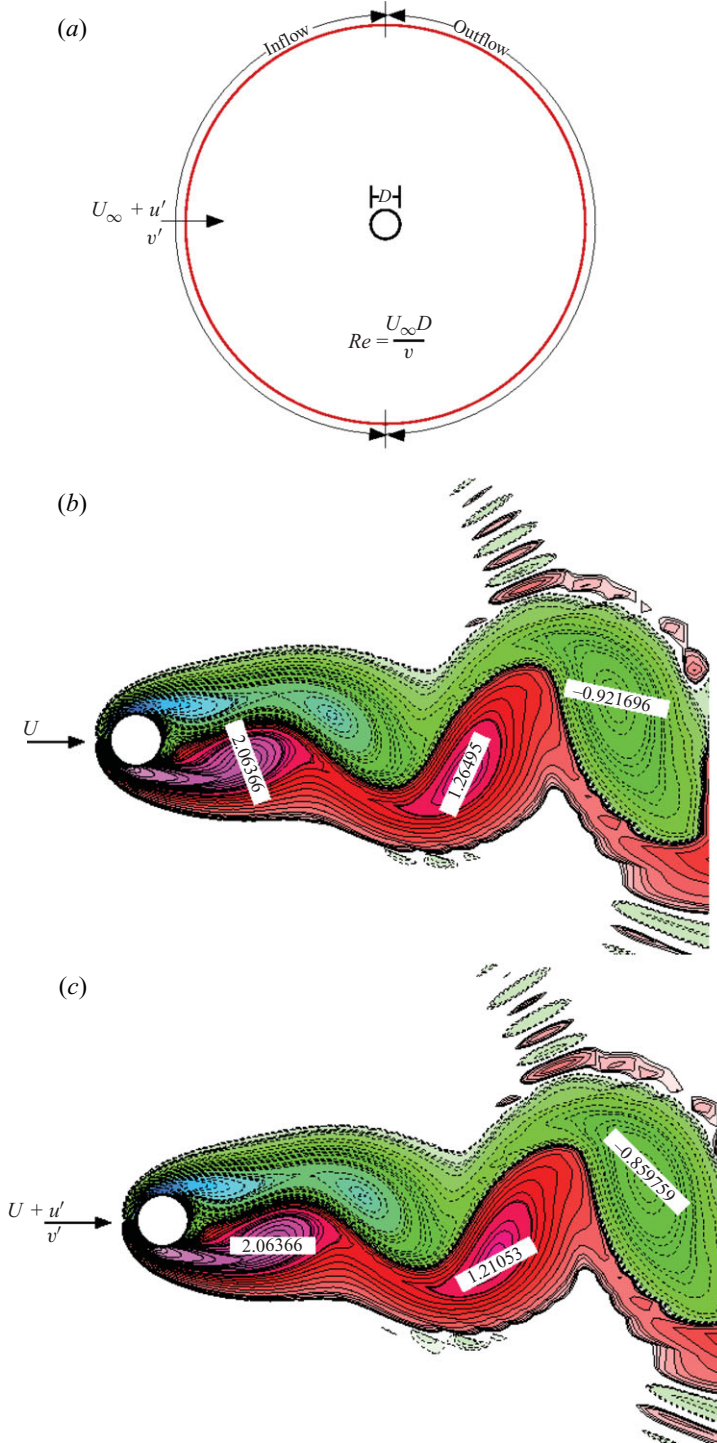 (a)
Inflow
Outflow
D
U∞ + u′
v′
Re = U∞D
v
(b)
U
2.06366
1.26495
−0.921696
(c)
U + u′
v′
2.06366
1.21053
−0.859759